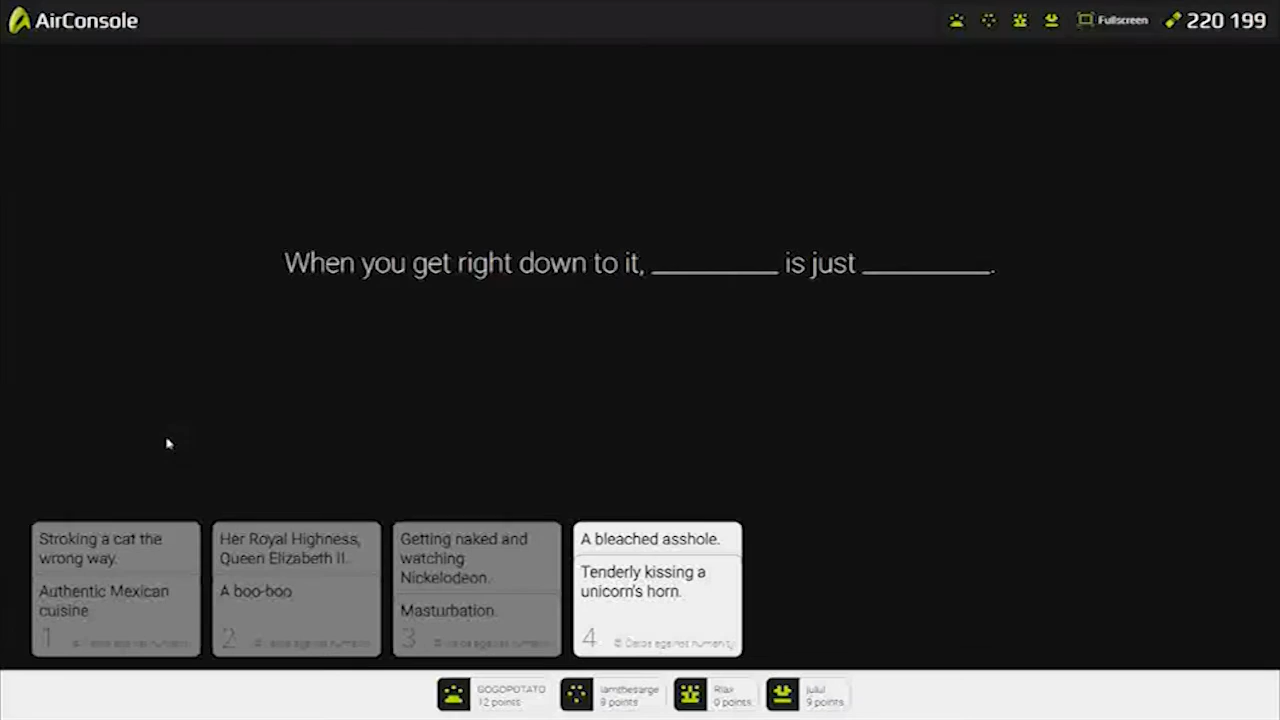 AirConsole
Fullscreen
220 199
When you get right down to it, __________ is just __________.
Stroking a cat the
wrong way.
Authentic Mexican
cuisine
1
Her Royal Highness,
Queen Elizabeth II.
A boo-boo
2
Getting naked and
watching
Nickelodeon.
Masturbation.
3
A bleached asshole.
Tenderly kissing a
unicorn's horn.
4 © Cards against humanity
GOGOPOTATO
12 points
iamthesarge
0 points
9 points